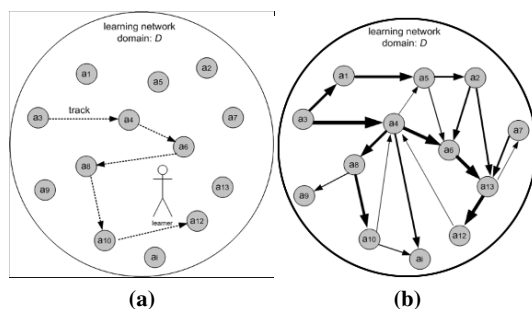 learning network
domain: D
a1
a2
a5
a3
track
a4
a7
a6
a8
a9
learner
a13
a12
a10
ai
(a)
learning network
domain: D
a1
a5
a2
a3
a4
a7
a6
a8
a13
a9
a10
a12
ai
(b)